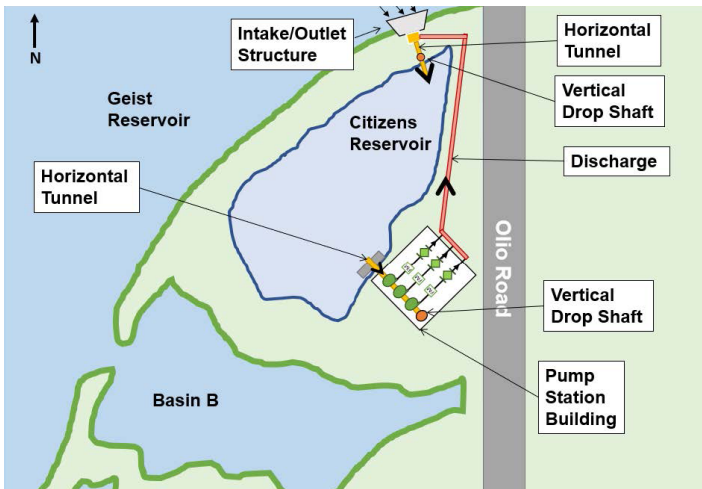 Intake/Outlet
Structure
Horizontal
Tunnel
N
Geist
Reservoir
Vertical
Drop Shaft
Citizens
Reservoir
Discharge
Horizontal
Tunnel
Olio Road
Vertical
Drop Shaft
Pump
Station
Building
Basin B